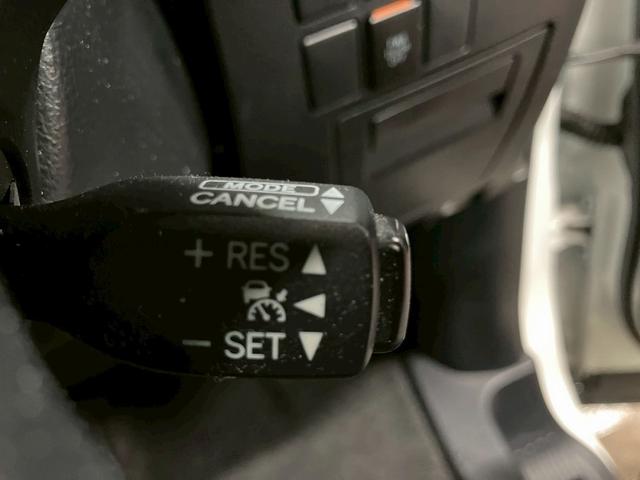 MODE
CANCEL
+ RES
- SET